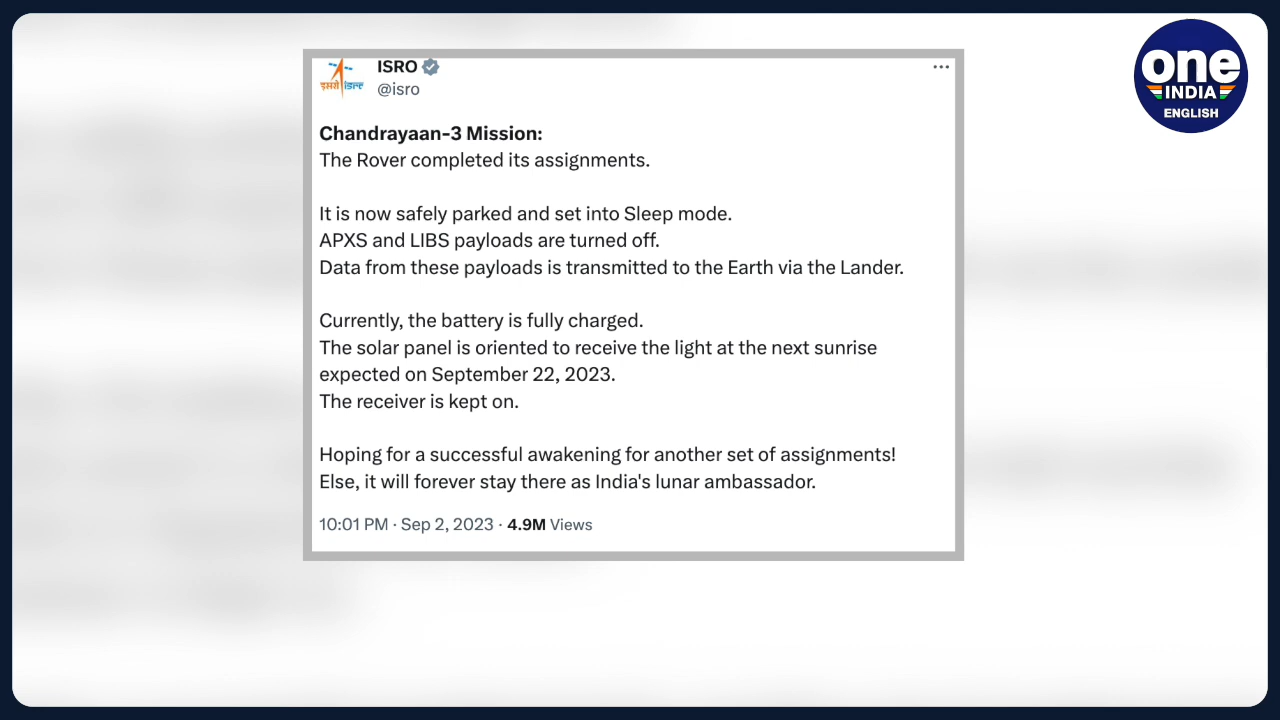 ISRO
@isro
इसरो isro
Chandrayaan-3 Mission:
The Rover completed its assignments.
It is now safely parked and set into Sleep mode.
APXS and LIBS payloads are turned off.
Data from these payloads is transmitted to the Earth via the Lander.
Currently, the battery is fully charged.
The solar panel is oriented to receive the light at the next sunrise
expected on September 22, 2023.
The receiver is kept on.
Hoping for a successful awakening for another set of assignments!
Else, it will forever stay there as India's lunar ambassador.
10:01 PM · Sep 2, 2023 · 4.9M Views
one
INDIA
ENGLISH